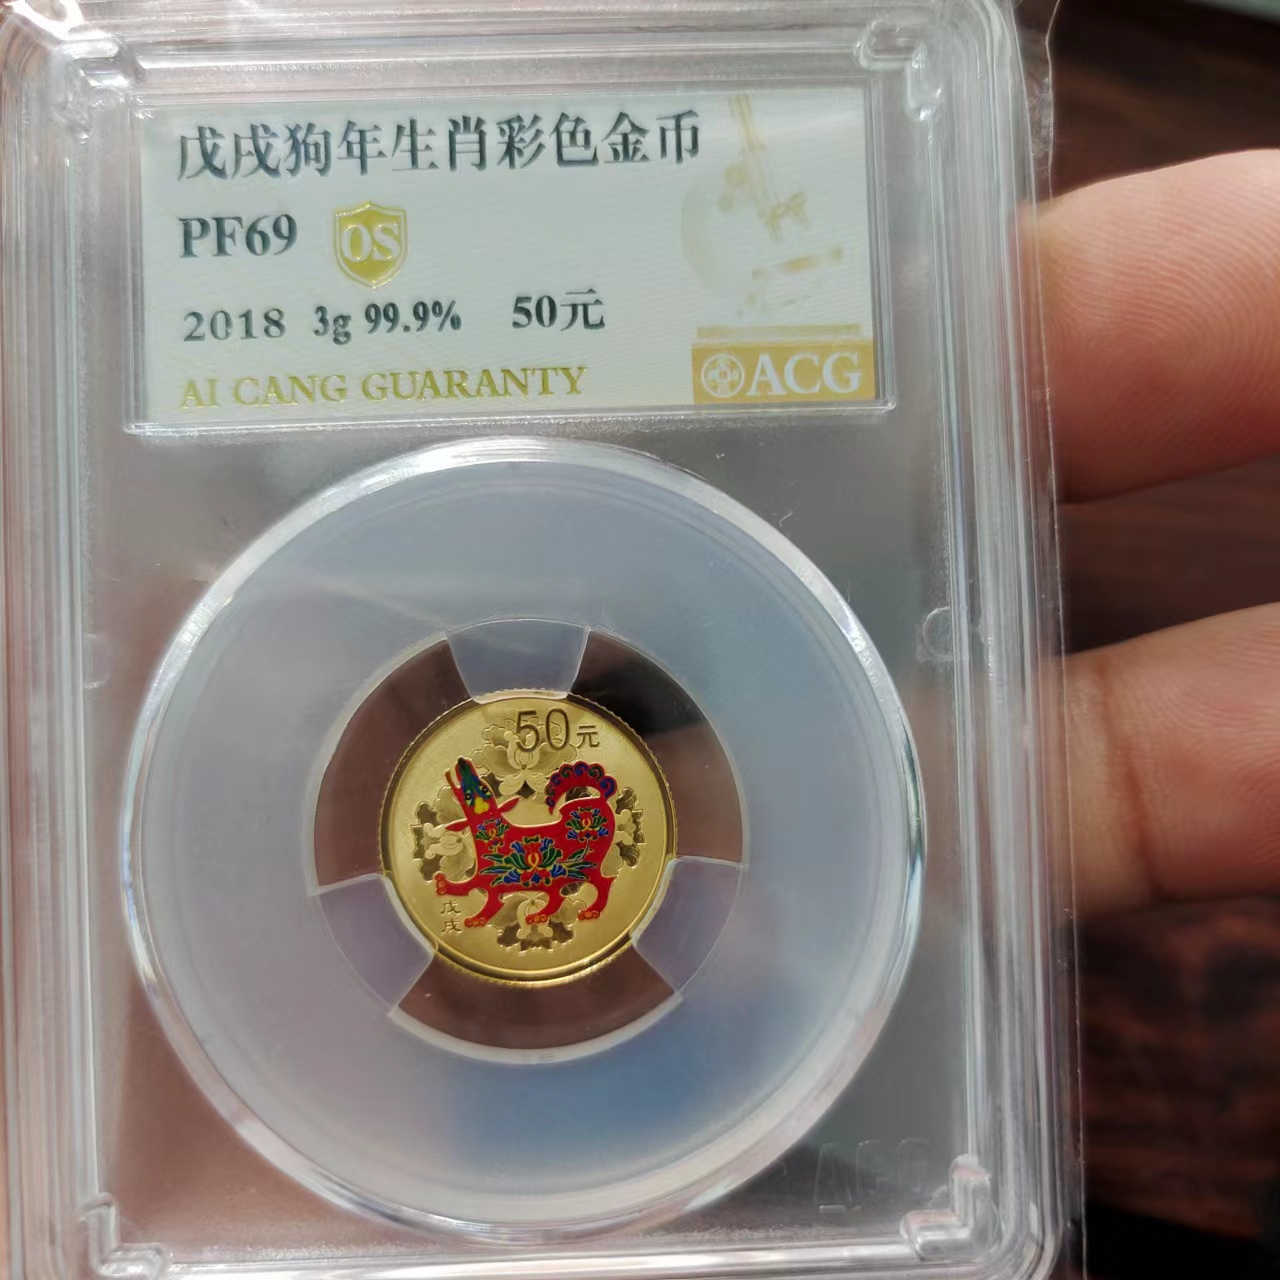 戊戌狗年生肖彩色金币
PF69 OS
2018 3g 99.9% 50元
AI CANG GUARANTY
ACG
50元
戊
戌